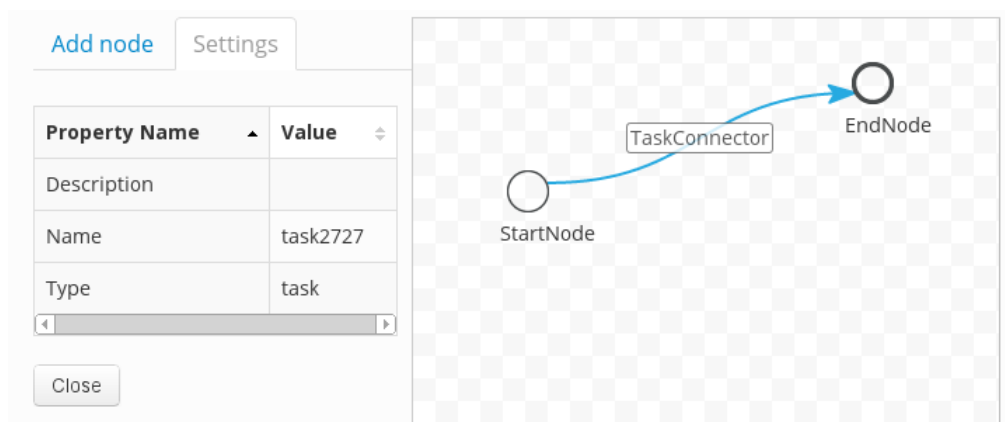 Add node Settings
Property Name Value
Description
Name task2727
Type task
Close
EndNode
TaskConnector
StartNode